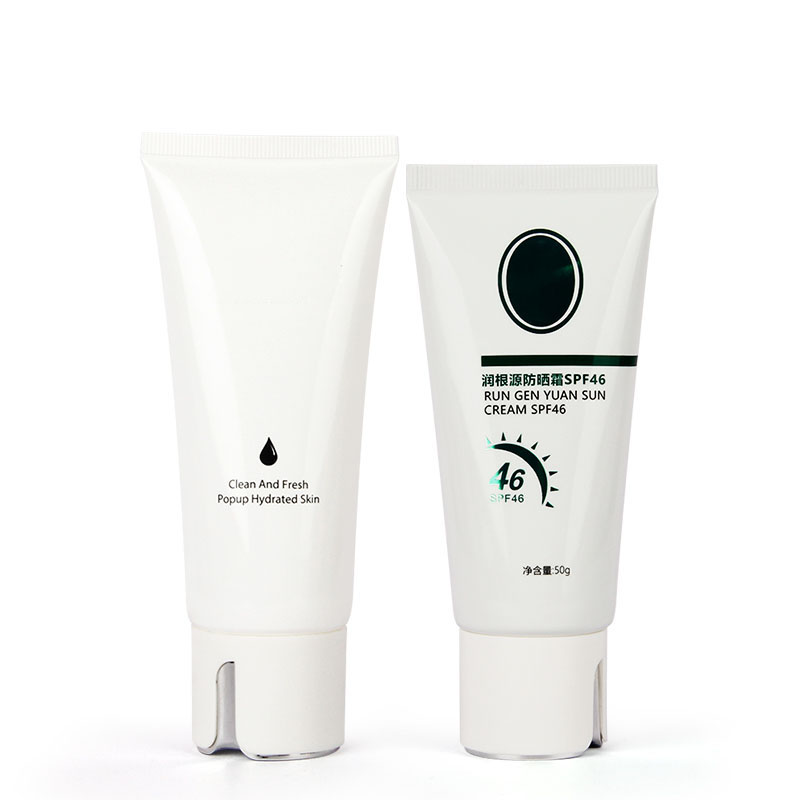 Clean And Fresh
Popup Hydrated Skin
润根源防晒霜SPF46
RUN GEN YUAN SUN
CREAM SPF46
46
SPF46
净含量:50g